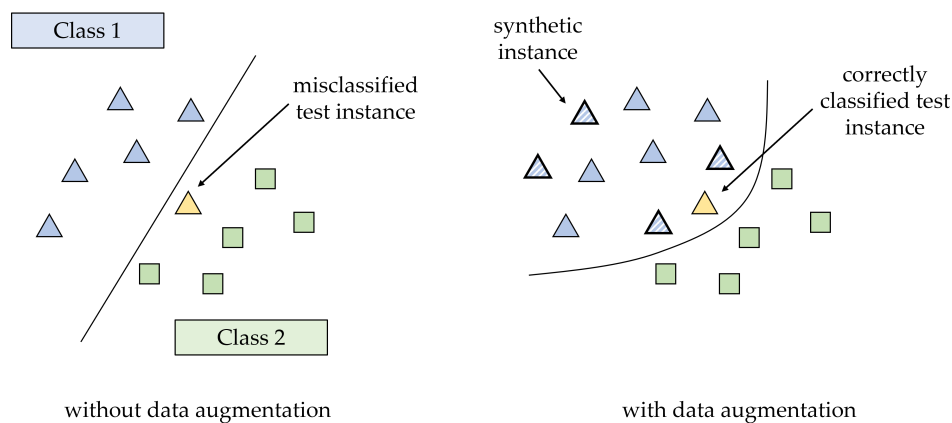 Class 1
misclassified
test instance
Class 2
without data augmentation
synthetic
instance
correctly
classified test
instance
with data augmentation